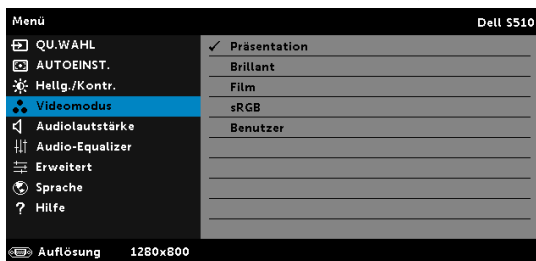 Menü Dell S510
QU.WAHL
AUTOEINST.
Hellg./Kontr.
Videomodus
Audiolautstärke
Audio-Equalizer
Erweitert
Sprache
? Hilfe
✓ Präsentation
Brillant
Film
sRGB
Benutzer
Auflösung 1280x800